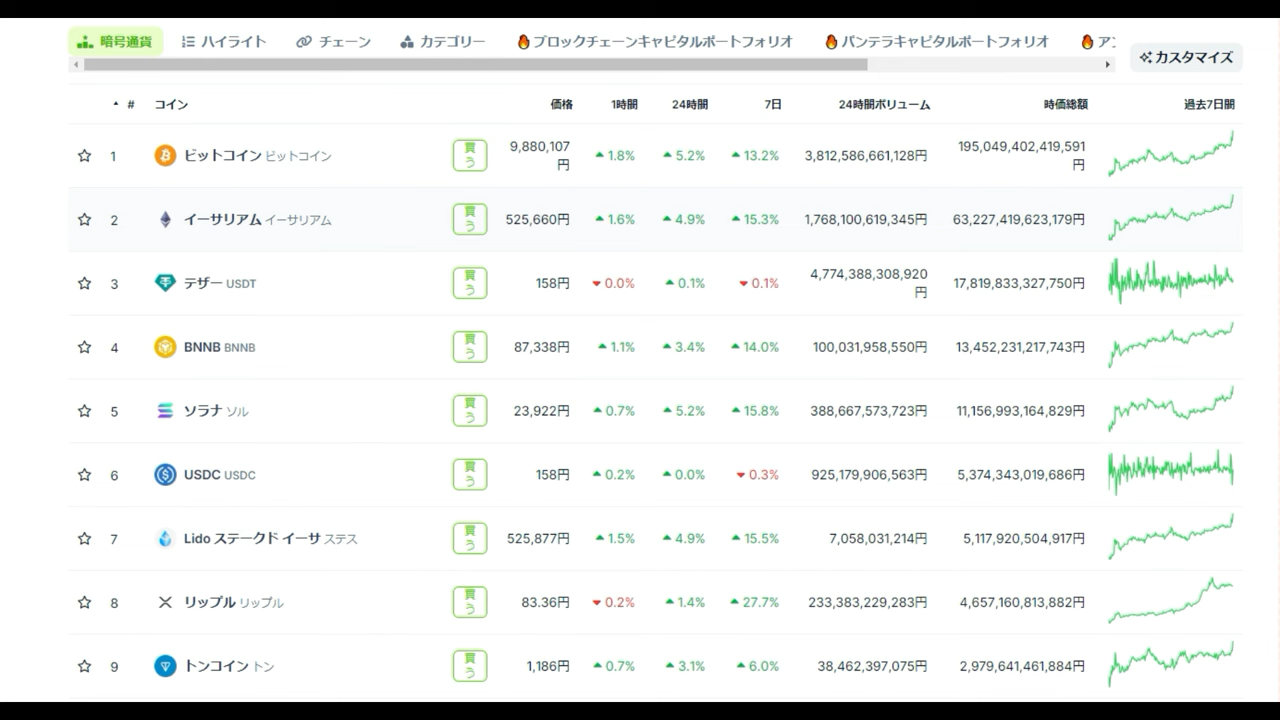 暗号通貨 ハイライト チェーン カテゴリー ブロックチェーンキャピタルポートフォリオ パンテラキャピタルポートフォリオ アン
カスタマイズ
# コイン 価格 1時間 24時間 7日 24時間ボリューム 時価総額 過去7日間
1 ビットコイン ビットコイン 買う 9,880,107円 1.8% 5.2% 13.2% 3,812,586,661,128円 195,049,402,419,591円
2 イーサリアム イーサリアム 買う 525,660円 1.6% 4.9% 15.3% 1,768,100,619,345円 63,227,419,623,179円
3 テザー USDT 買う 158円 0.0% 0.1% 0.1% 4,774,388,308,920円 17,819,833,327,750円
4 BNNB BNNB 買う 87,338円 1.1% 3.4% 14.0% 100,031,958,550円 13,452,231,217,743円
5 ソラナ ソル 買う 23,922円 0.7% 5.2% 15.8% 388,667,573,723円 11,156,993,164,829円
6 USDC USDC 買う 158円 0.2% 0.0% 0.3% 925,179,906,563円 5,374,343,019,686円
7 Lido ステークド イーサ ステス 買う 525,877円 1.5% 4.9% 15.5% 7,058,031,214円 5,117,920,504,917円
8 リップル リップル 買う 83.36円 0.2% 1.4% 27.7% 233,383,229,283円 4,657,160,813,882円
9 トンコイン トン 買う 1,186円 0.7% 3.1% 6.0% 38,462,397,075円 2,979,641,461,884円